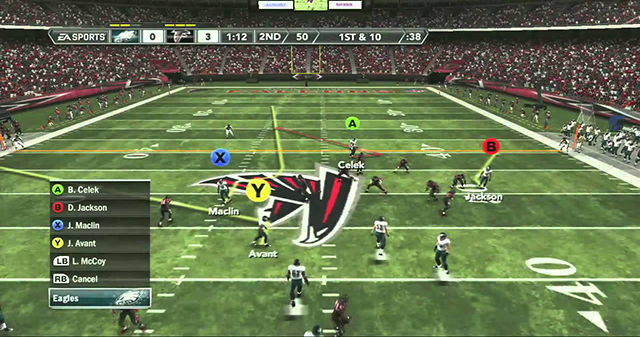 EA SPORTS 0 3 1:12 2ND 50 1ST & 10 :38
A
B
X
Celek
Y
Maclin
Jackson
Avant
A B. Celek
B D. Jackson
X J. Maclin
Y J. Avant
LB L. McCoy
RB Cancel
Eagles
40